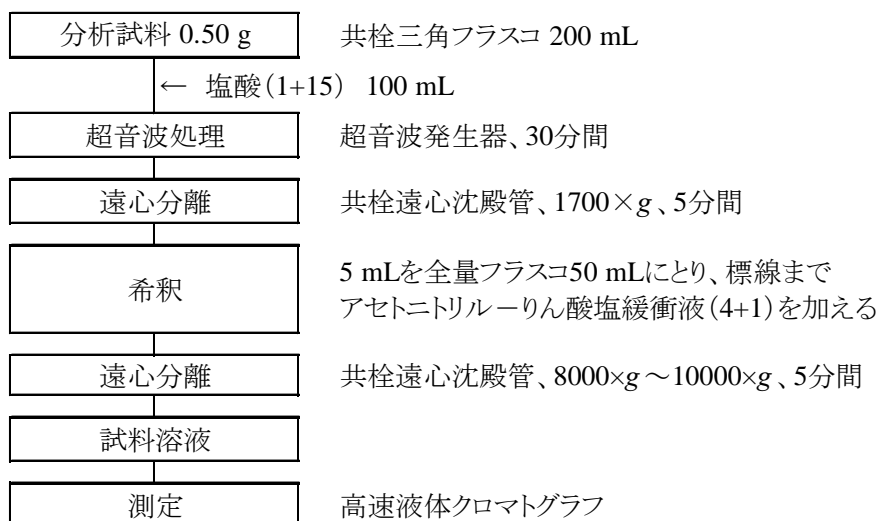 分析試料 0.50 g 共栓三角フラスコ 200 mL
← 塩酸(1+15) 100 mL
超音波処理 超音波発生器、30分間
遠心分離 共栓遠心沈殿管、1700×g、5分間
希釈 5 mLを全量フラスコ50 mLにとり、標線まで
アセトニトリル－りん酸塩緩衝液(4+1)を加える
遠心分離 共栓遠心沈殿管、8000×g～10000×g、5分間
試料溶液
測定 高速液体クロマトグラフ